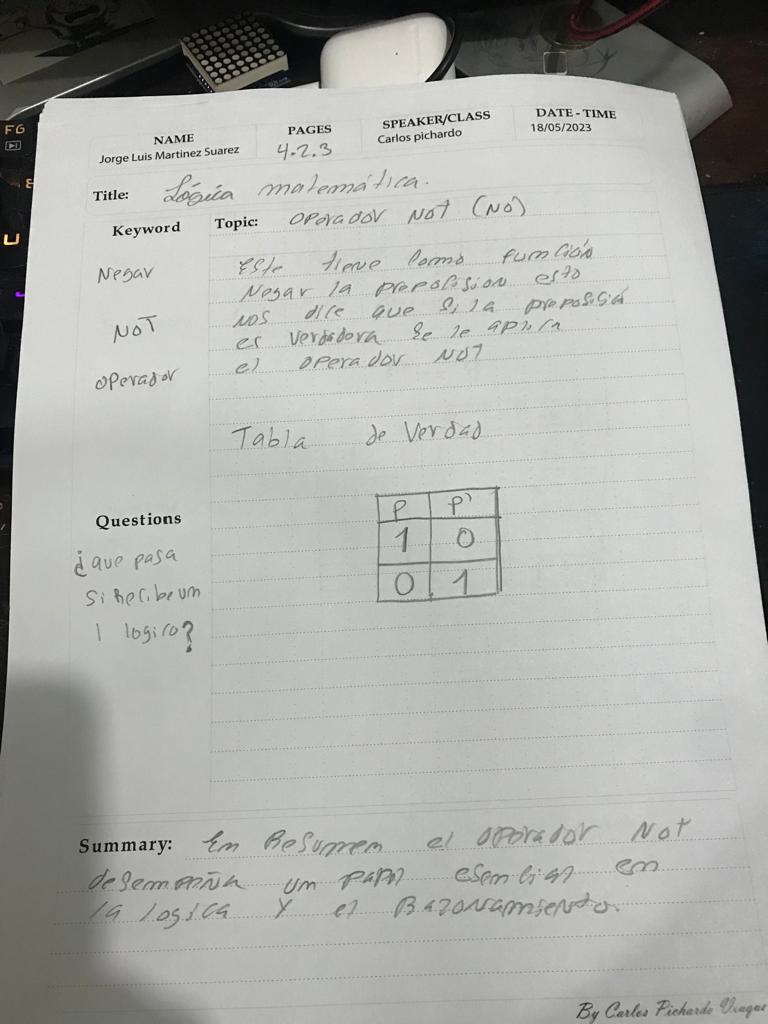 FG
NAME
Jorge Luis Martinez Suarez
PAGES
4.2.3
SPEAKER/CLASS
Carlos pichardo
DATE - TIME
18/05/2023
Title: Lógica matemática.
Keyword
Negar
NOT
operador
Topic: operador NOT (NO)
Este tiene como función
Negar la preposision esto
NOS dice que Si la preposició
es verdadera Se le aplica
el operador NOT
Tabla de Verdad
P P'
1 0
0 1
Questions
¿que pasa
Si Recibe un
1 logico?
Summary: En Resumen el operador Not
desempeña un papel esencial en
la logica y el Razonamiento.
By Carlos Pichardo Viuque